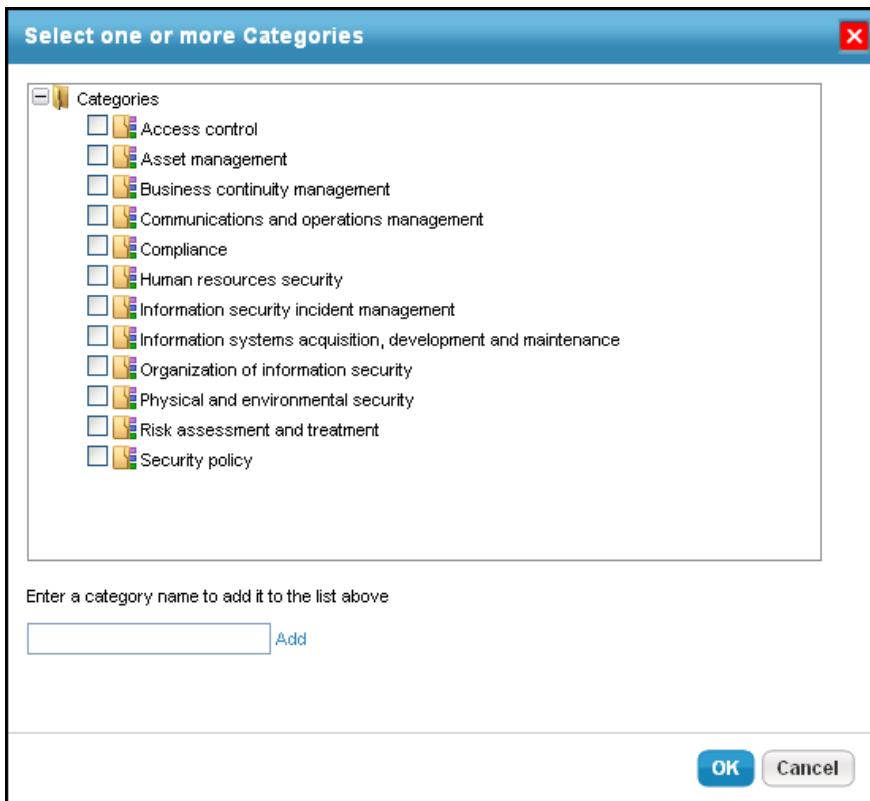 Select one or more Categories
Categories
Access control
Asset management
Business continuity management
Communications and operations management
Compliance
Human resources security
Information security incident management
Information systems acquisition, development and maintenance
Organization of information security
Physical and environmental security
Risk assessment and treatment
Security policy
Enter a category name to add it to the list above
Add
OK Cancel